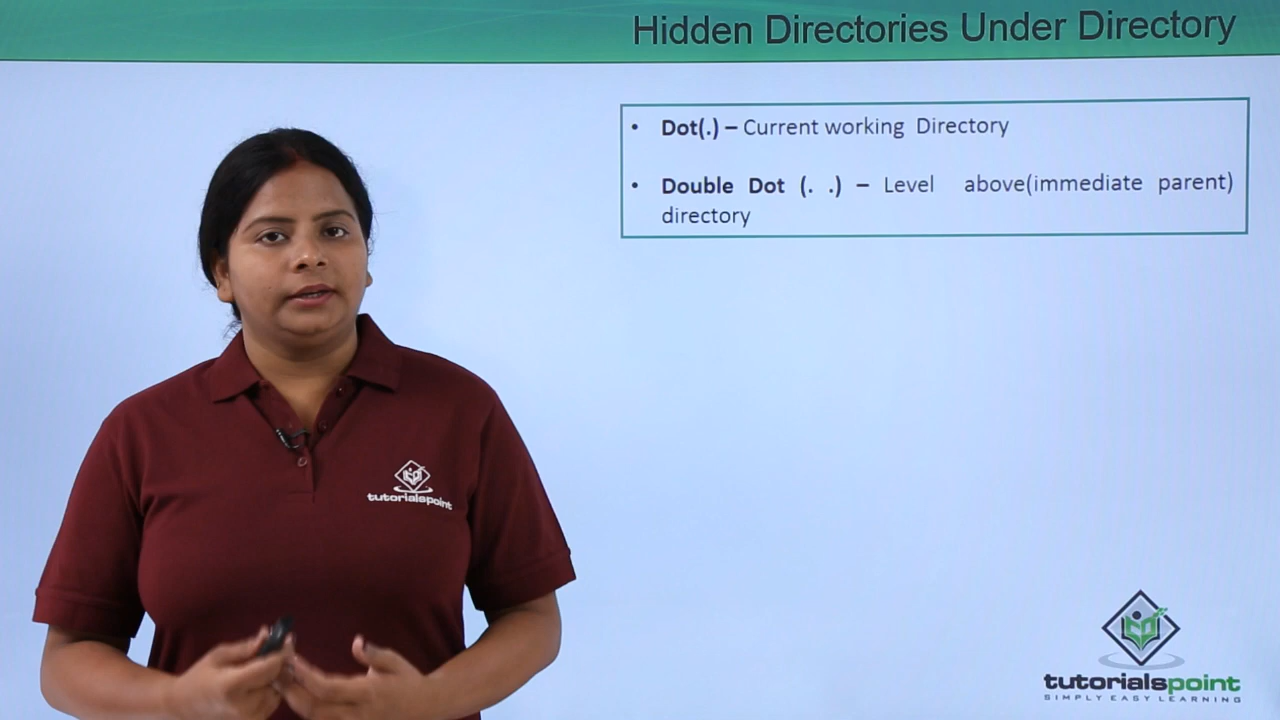 Hidden Directories Under Directory
• Dot(.) – Current working Directory
• Double Dot (. .) – Level above(immediate parent)
directory
tutorialspoint
tutorialspoint
SIMPLY EASY LEARNING